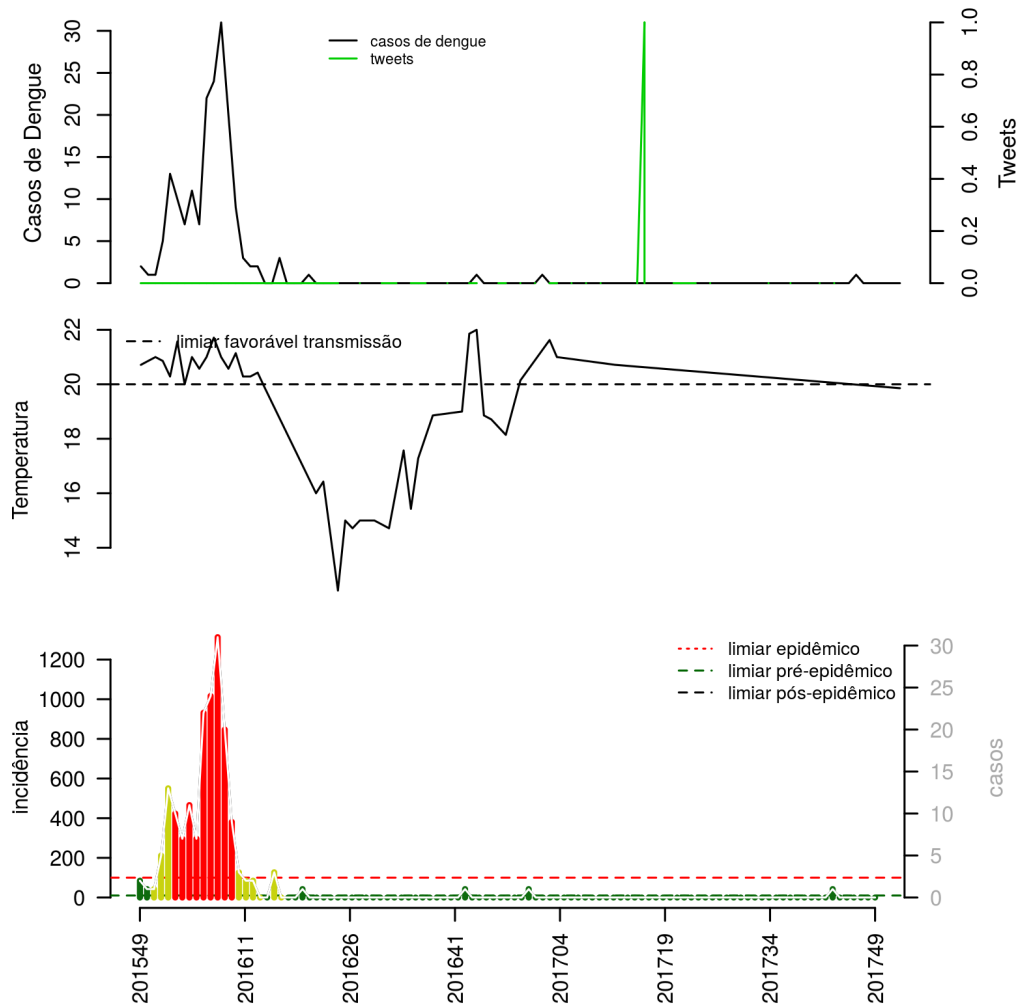 casos de dengue
tweets
Casos de Dengue
0 5 10 15 20 25 30
Tweets
0.0 0.2 0.4 0.6 0.8 1.0
limiar favorável transmissão
Temperatura
14 16 18 20 22
limiar epidêmico
limiar pré-epidêmico
limiar pós-epidêmico
incidência
0
200
400
600
800
1000
1200
casos
0
5
10
15
20
25
30
201549 201611 201626 201641 201704 201719 201734 201749